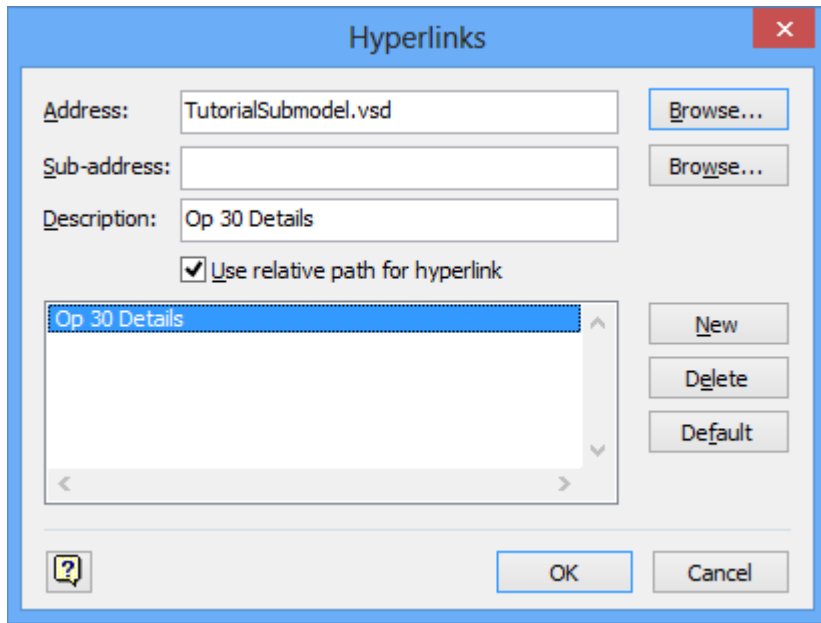 Hyperlinks
Address: TutorialSubmodel.vsd Browse...
Sub-address: Browse...
Description: Op 30 Details
Use relative path for hyperlink
Op 30 Details
New
Delete
Default
OK Cancel